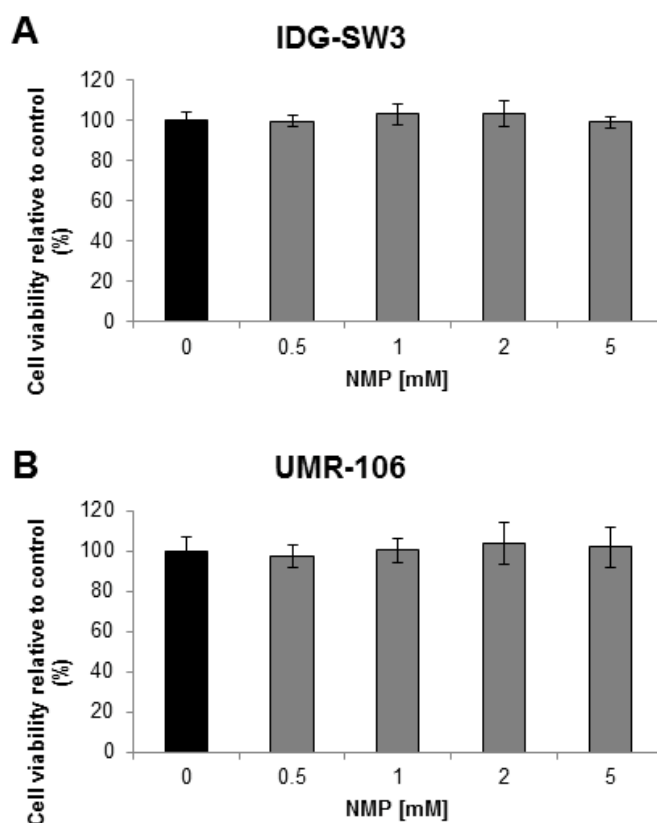 A
IDG-SW3
Cell viability relative to control
(%)
120
100
80
60
40
20
0
0 0.5 1 2 5
NMP [mM]
B
UMR-106
Cell viability relative to control
(%)
120
100
80
60
40
20
0
0 0.5 1 2 5
NMP [mM]